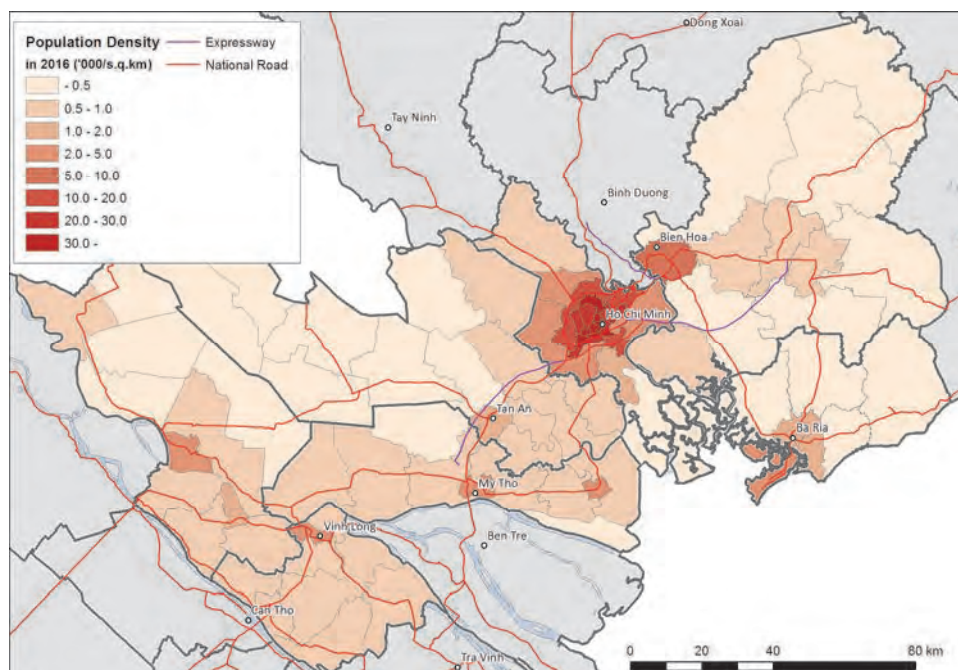 Population Density
in 2016 ('000/s.q.km)
- 0.5
0.5 - 1.0
1.0 - 2.0
2.0 - 5.0
5.0 - 10.0
10.0 - 20.0
20.0 - 30.0
30.0 -
Expressway
National Road
Dong Xoai
Tay Ninh
Binh Duong
Bien Hoa
Ho Chi Minh
Tan An
Ba Ria
My Tho
Vinh Long
Ben Tre
Can Tho
Tra Vinh
0 20 40 80 km